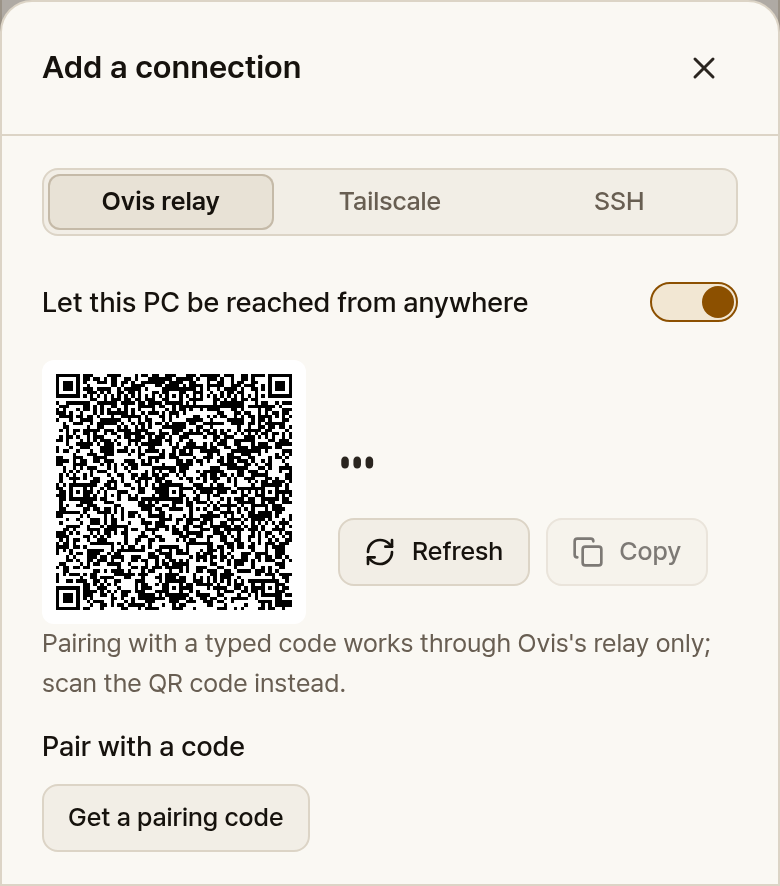 Add a connection
Ovis relay
Tailscale
SSH
Let this PC be reached from anywhere
•••
Refresh
Copy
Pairing with a typed code works through Ovis's relay only;
scan the QR code instead.
Pair with a code
Get a pairing code